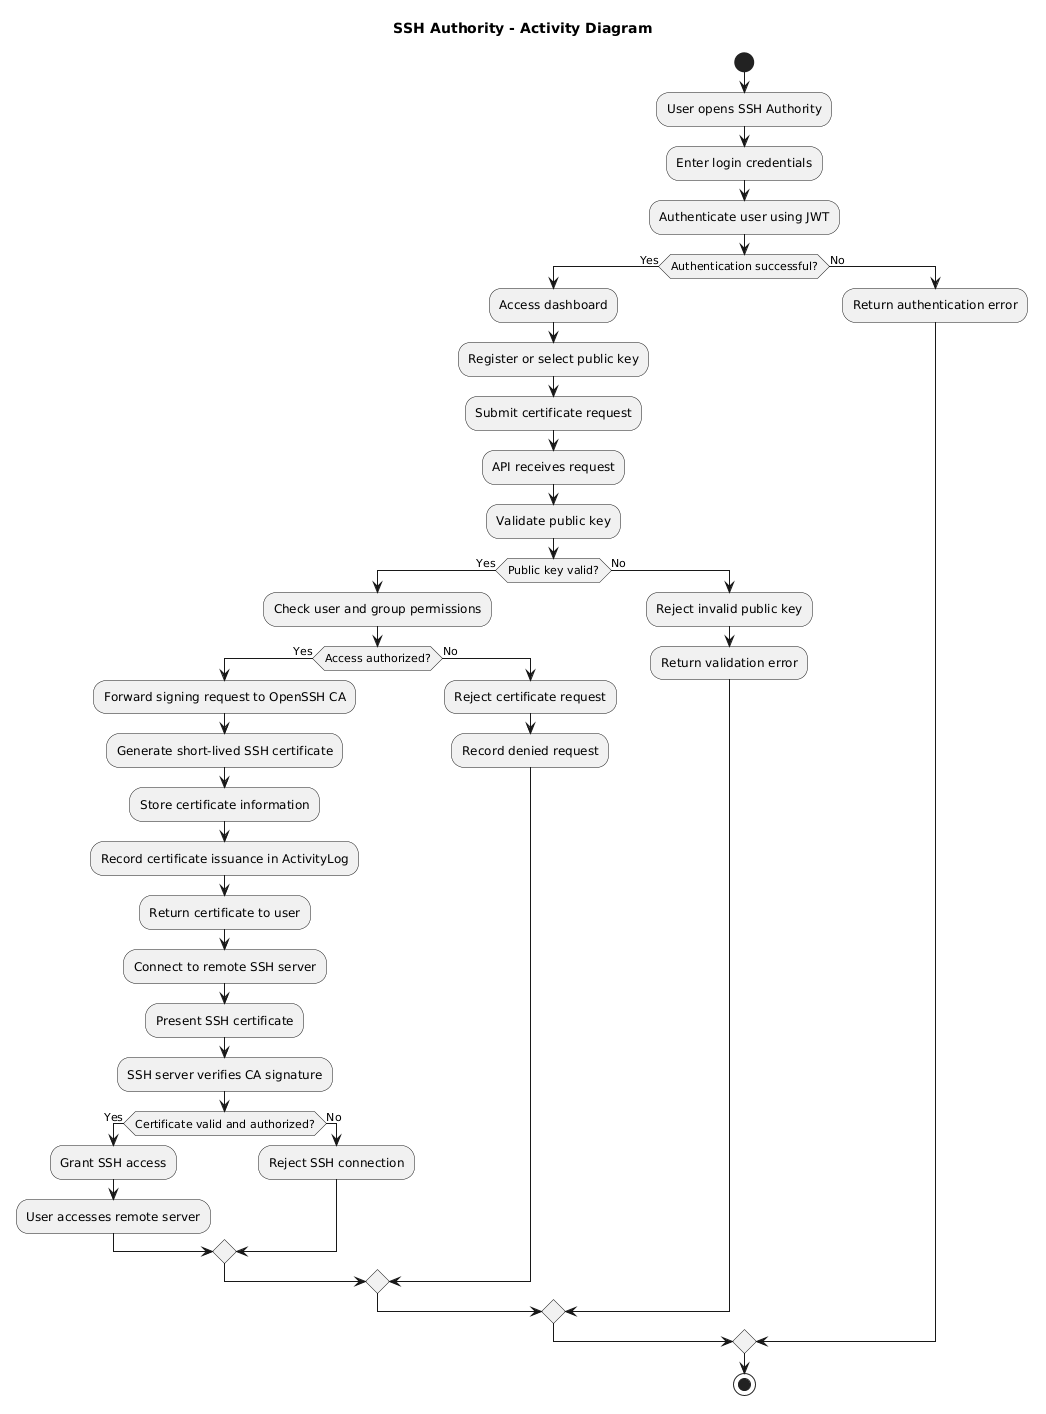 SSH Authority - Activity Diagram
User opens SSH Authority
Enter login credentials
Authenticate user using JWT
Authentication successful?
Yes
No
Access dashboard
Return authentication error
Register or select public key
Submit certificate request
API receives request
Validate public key
Public key valid?
Yes
No
Check user and group permissions
Reject invalid public key
Access authorized?
Yes
No
Return validation error
Forward signing request to OpenSSH CA
Reject certificate request
Generate short-lived SSH certificate
Record denied request
Store certificate information
Record certificate issuance in ActivityLog
Return certificate to user
Connect to remote SSH server
Present SSH certificate
SSH server verifies CA signature
Certificate valid and authorized?
Yes
No
Grant SSH access
Reject SSH connection
User accesses remote server